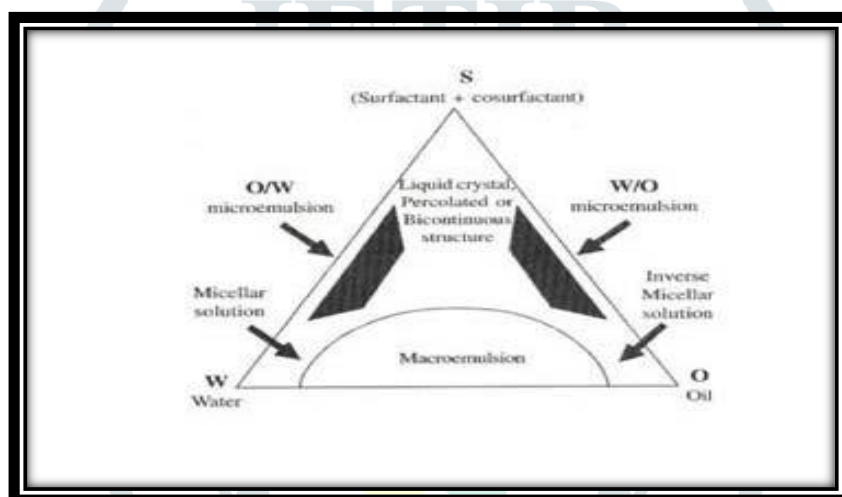 S
(Surfactant + cosurfactant)
O/W
microemulsion
Liquid crystal,
Percolated or
Bicontinuous
structure
W/O
microemulsion
Micellar
solution
Inverse
Micellar
solution
Macroemulsion
W
Water
O
Oil